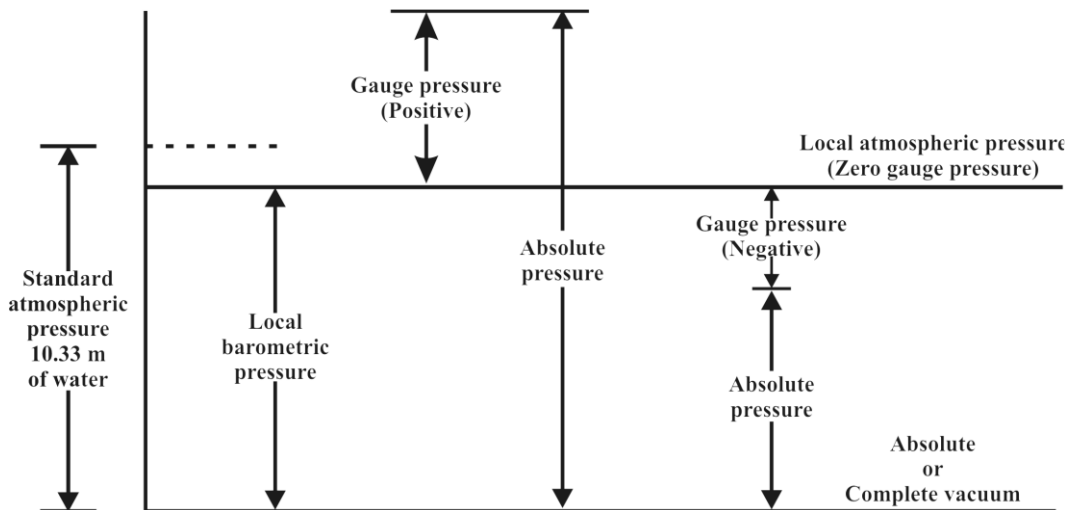 Gauge pressure
(Positive)
Local atmospheric pressure
(Zero gauge pressure)
Gauge pressure
(Negative)
Absolute
pressure
Standard
atmospheric
pressure
10.33 m
of water
Local
barometric
pressure
Absolute
pressure
Absolute
or
Complete vacuum